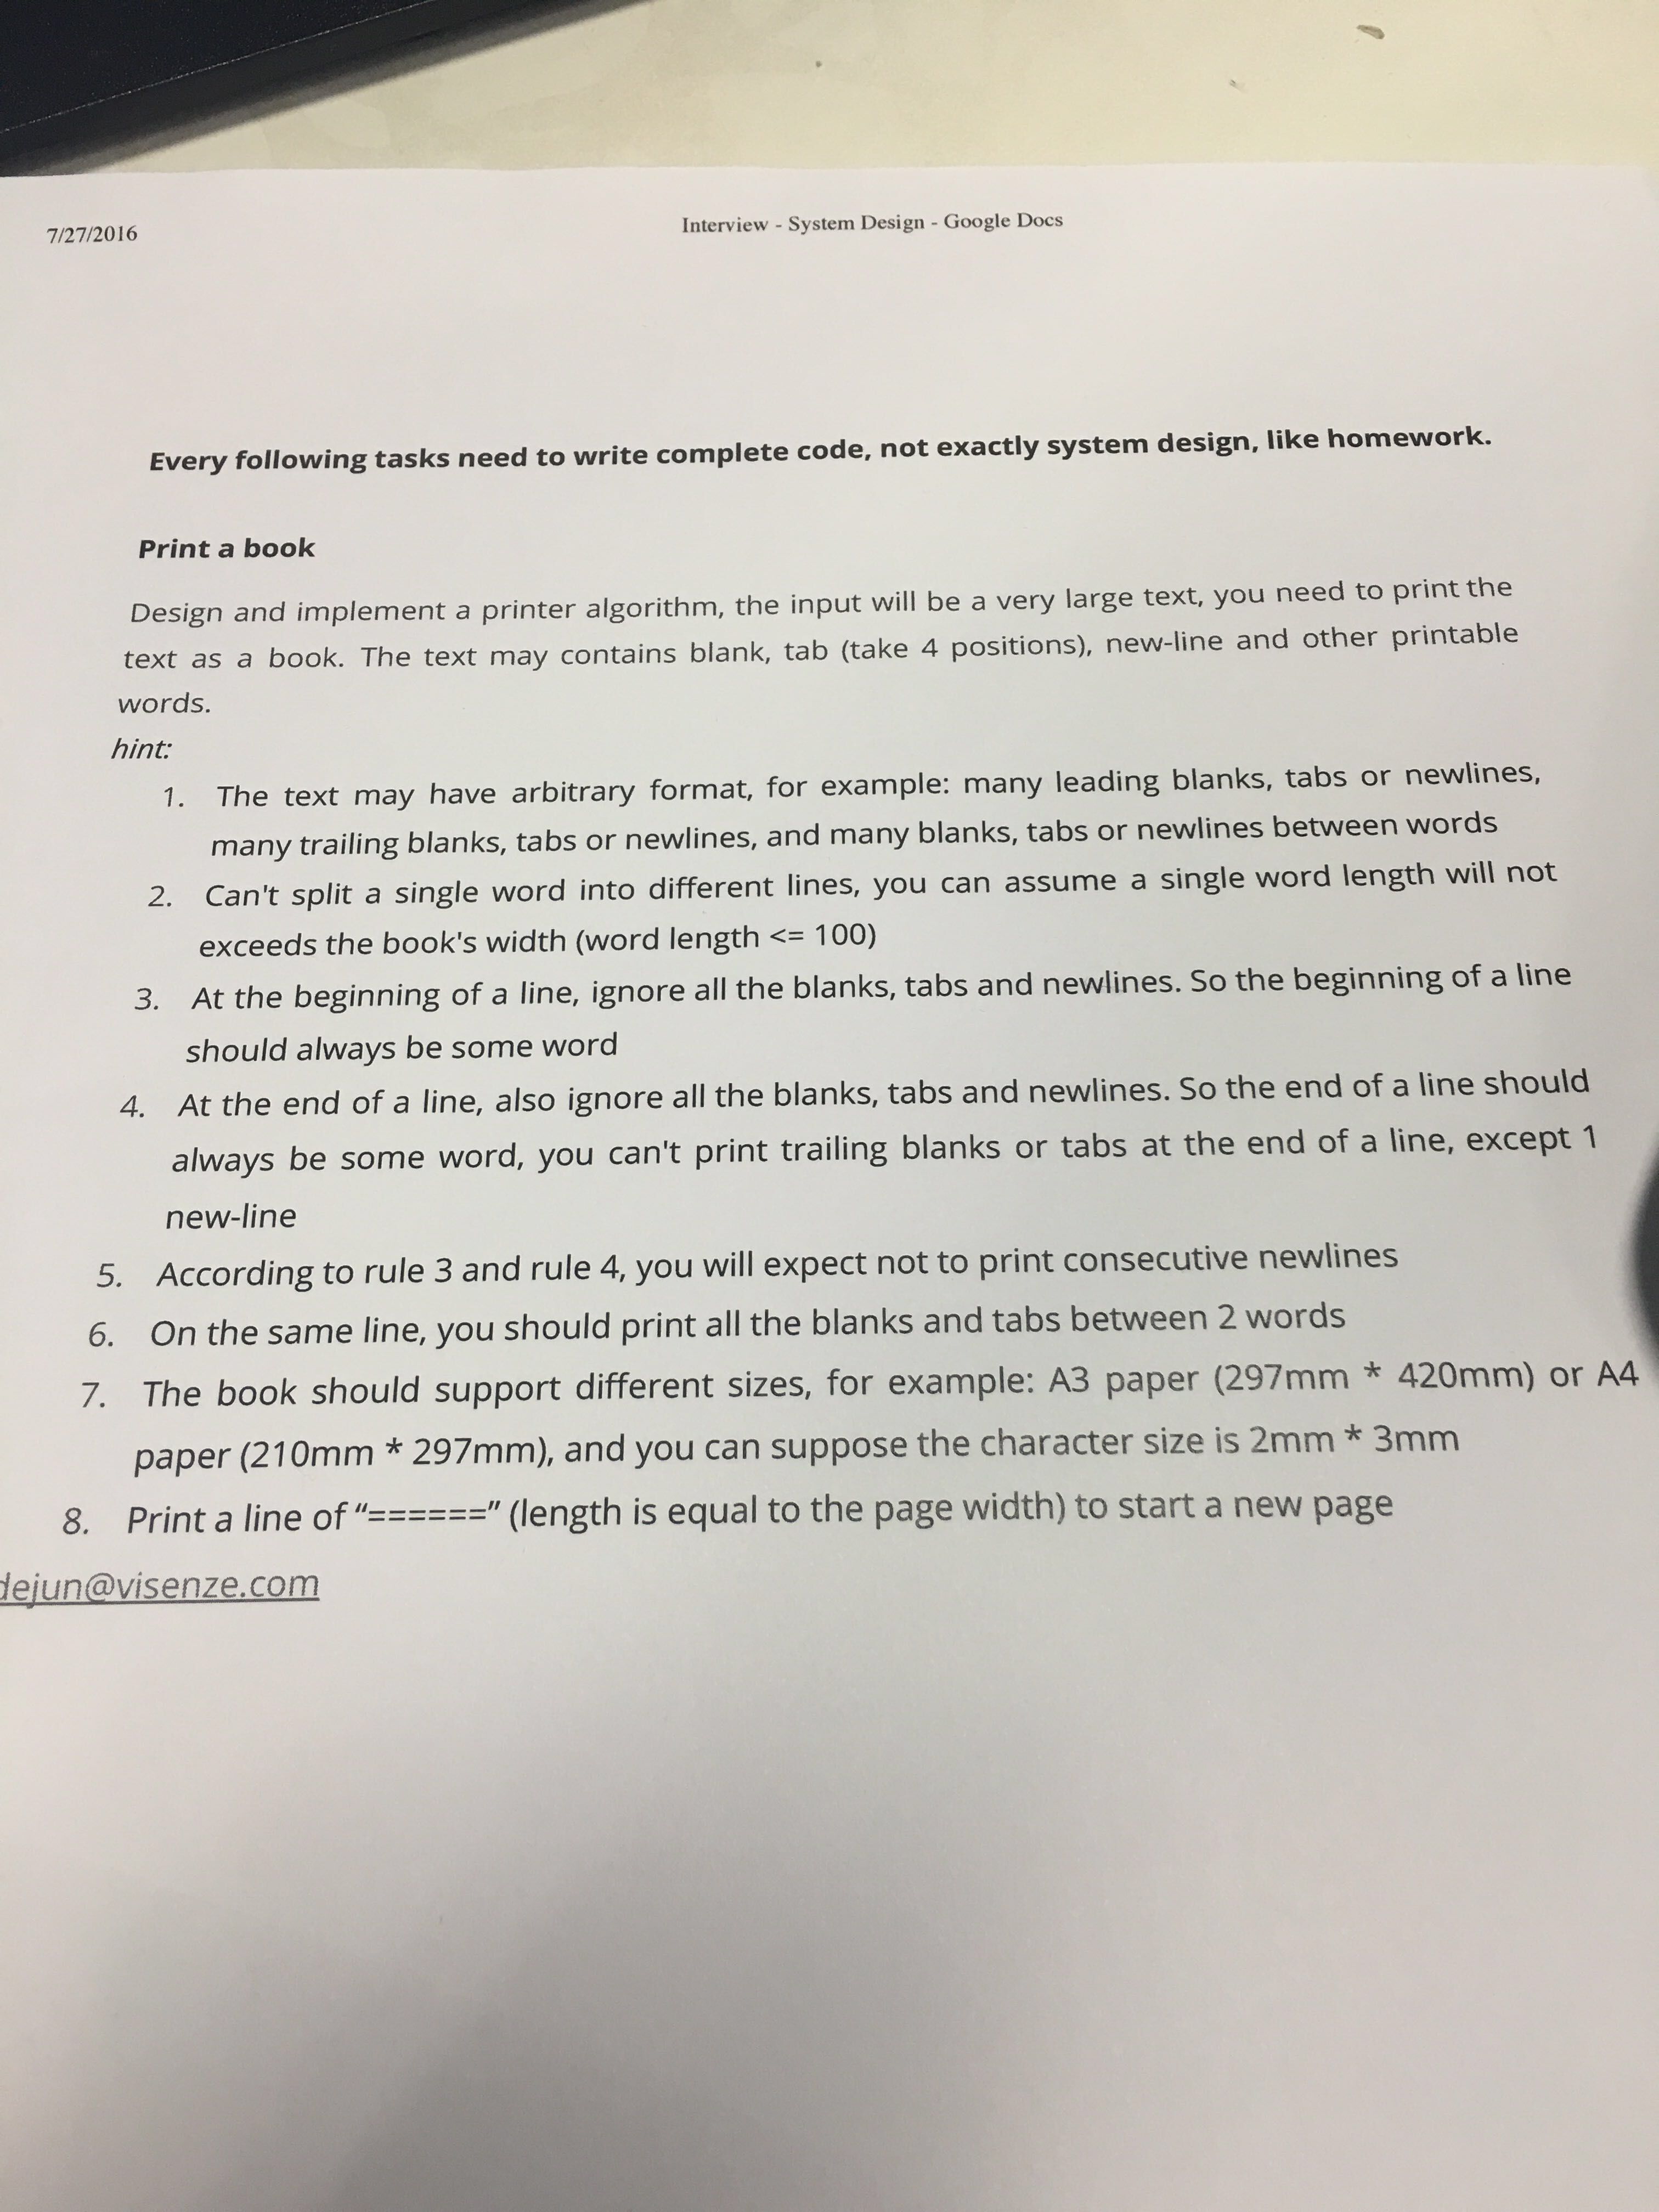 7/27/2016
Interview - System Design - Google Docs
Every following tasks need to write complete code, not exactly system design, like homework.
Print a book
Design and implement a printer algorithm, the input will be a very large text, you need to print the
text as a book. The text may contains blank, tab (take 4 positions), new-line and other printable
words.
hint:
1. The text may have arbitrary format, for example: many leading blanks, tabs or newlines,
many trailing blanks, tabs or newlines, and many blanks, tabs or newlines between words
2. Can't split a single word into different lines, you can assume a single word length will not
exceeds the book's width (word length <= 100)
3. At the beginning of a line, ignore all the blanks, tabs and newlines. So the beginning of a line
should always be some word
4. At the end of a line, also ignore all the blanks, tabs and newlines. So the end of a line should
always be some word, you can't print trailing blanks or tabs at the end of a line, except 1
new-line
5. According to rule 3 and rule 4, you will expect not to print consecutive newlines
6. On the same line, you should print all the blanks and tabs between 2 words
7. The book should support different sizes, for example: A3 paper (297mm * 420mm) or A4
paper (210mm * 297mm), and you can suppose the character size is 2mm * 3mm
8. Print a line of “======” (length is equal to the page width) to start a new page
dejun@visenze.com